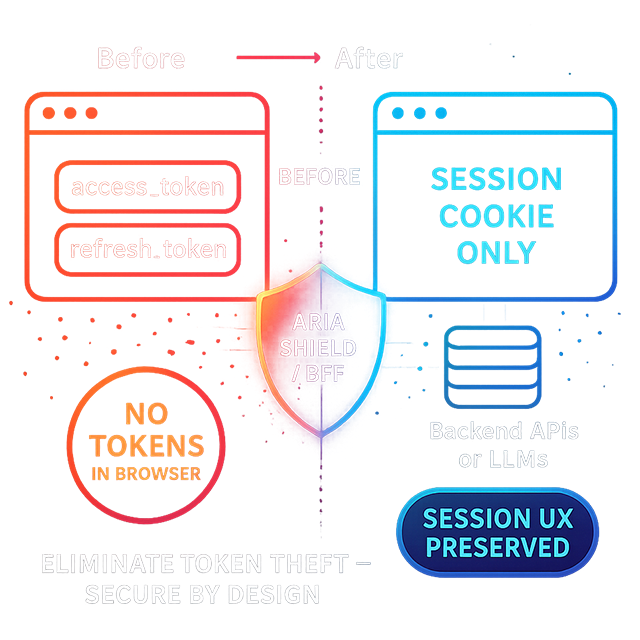 Before
After
access_token
refresh_token
BEFORE
SESSION
COOKIE
ONLY
ARIA
SHIELD
/ BFF
NO
TOKENS
IN BROWSER
Backend APIs
or LLMs
SESSION UX
PRESERVED
ELIMINATE TOKEN THEFT –
SECURE BY DESIGN